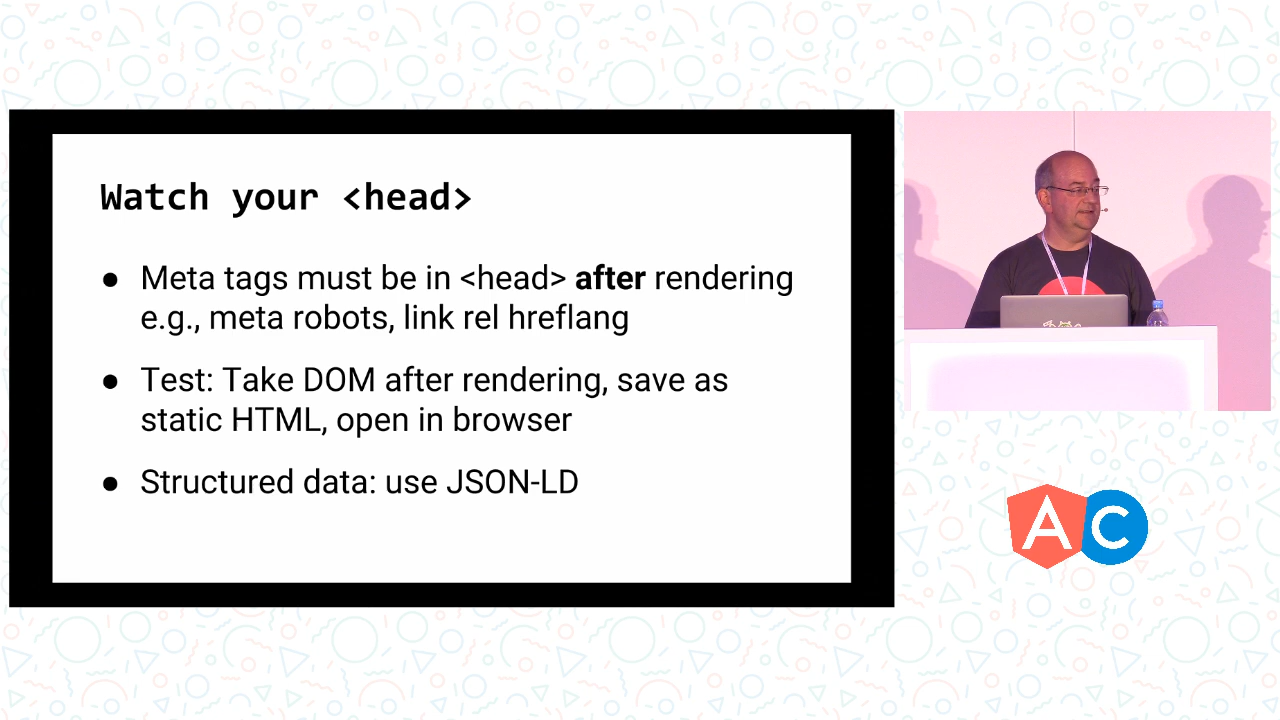 Watch your <head>
● Meta tags must be in <head> after rendering
e.g., meta robots, link rel hreflang
● Test: Take DOM after rendering, save as
static HTML, open in browser
● Structured data: use JSON-LD
AC